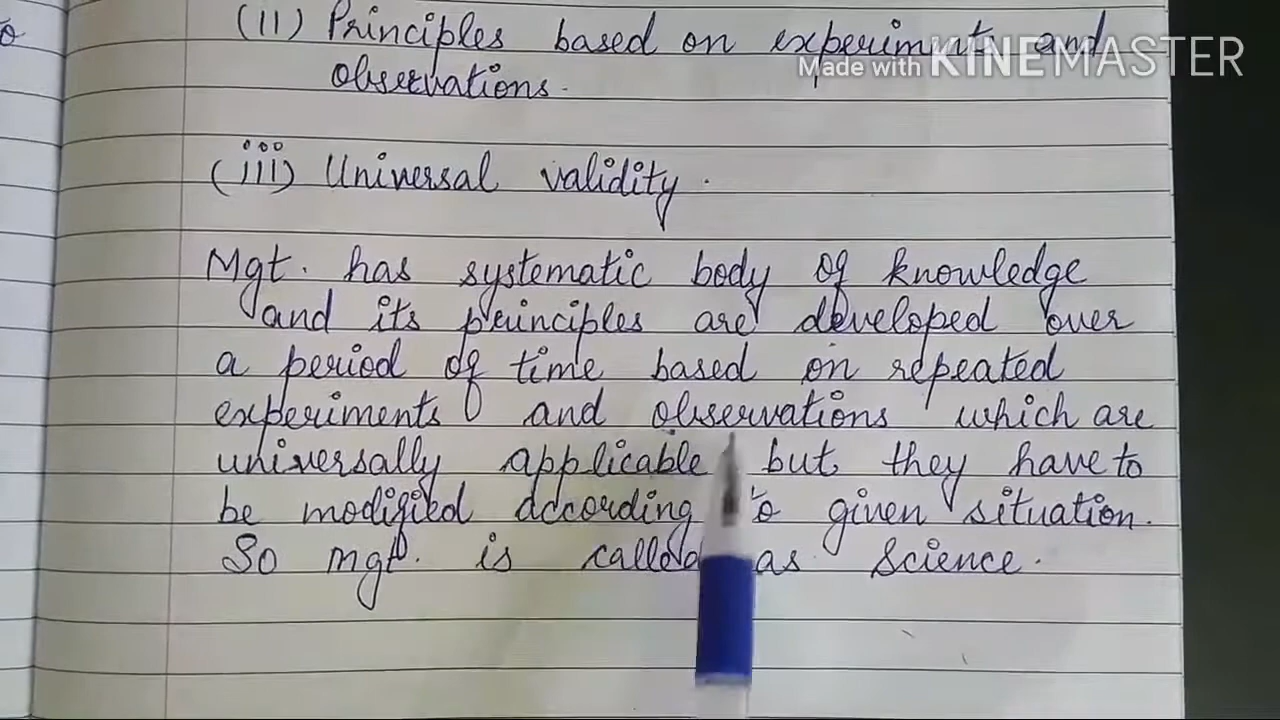 (ii) Principles based on experiments and
Made with KINEMASTER
observations.
(iii) Universal validity.
Mgt. has systematic body of knowledge
and its principles are developed over
a period of time based on repeated
experiments and observations which are
universally applicable but they have to
be modified according to given situation.
So mgt. is called as Science.